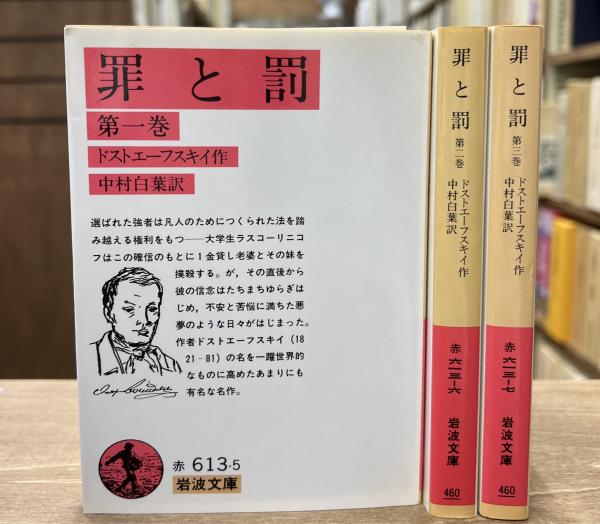 罪と罰
第一巻
ドストエーフスキイ作
中村白葉訳
選ばれた強者は凡人のためにつくられた法を踏
み越える権利をもつ――大学生ラスコーリニコ
フはこの確信のもとに1金貸し老婆とその妹を
撲殺する。が,その直後から
彼の信念はたちまちゆらぎは
じめ,不安と苦悩に満ちた悪
夢のような日々がはじまった。
作者ドストエーフスキイ(18
21-81)の名を一躍世界的
なものに高めたあまりにも
有名な名作。
赤 613-5
岩波文庫
罪と罰
第二巻
ドストエーフスキイ作
中村白葉訳
赤 六一三-六
岩波文庫
460
罪と罰
第三巻
ドストエーフスキイ作
中村白葉訳
赤 六一三-七
岩波文庫
460